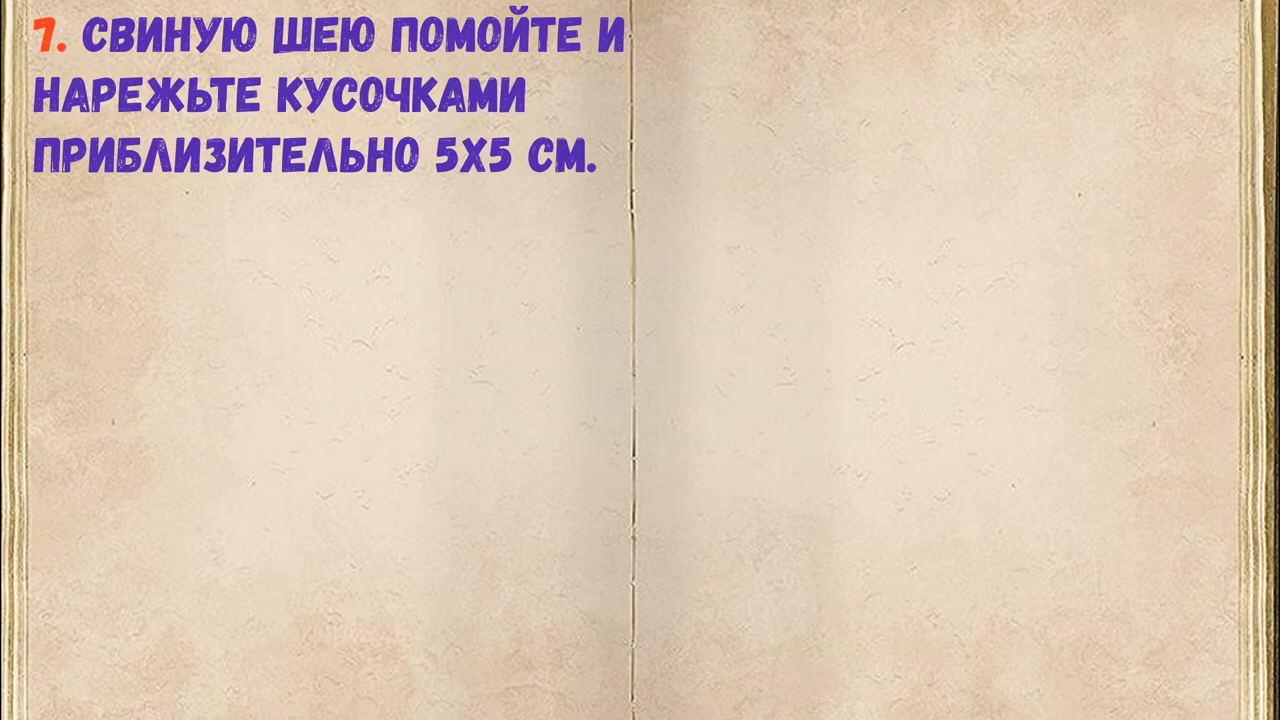 7. СВИНУЮ ШЕЮ ПОМОЙТЕ И
НАРЕЖЬТЕ КУСОЧКАМИ
ПРИБЛИЗИТЕЛЬНО 5Х5 СМ.